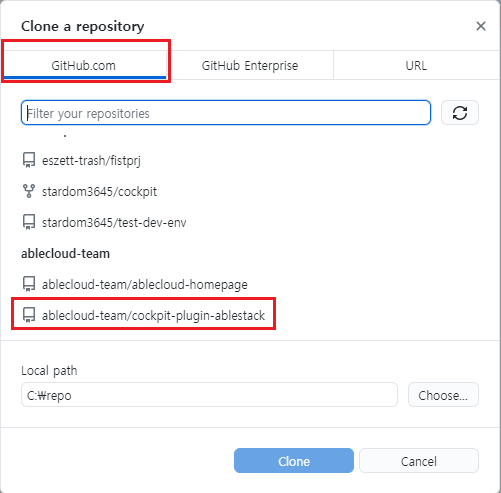 Clone a repository
GitHub.com GitHub Enterprise URL
Filter your repositories
eszett-trash/fistprj
stardom3645/cockpit
stardom3645/test-dev-env
ablecloud-team
ablecloud-team/ablecloud-homepage
ablecloud-team/cockpit-plugin-ablestack
Local path
C:₩repo Choose...
Clone Cancel